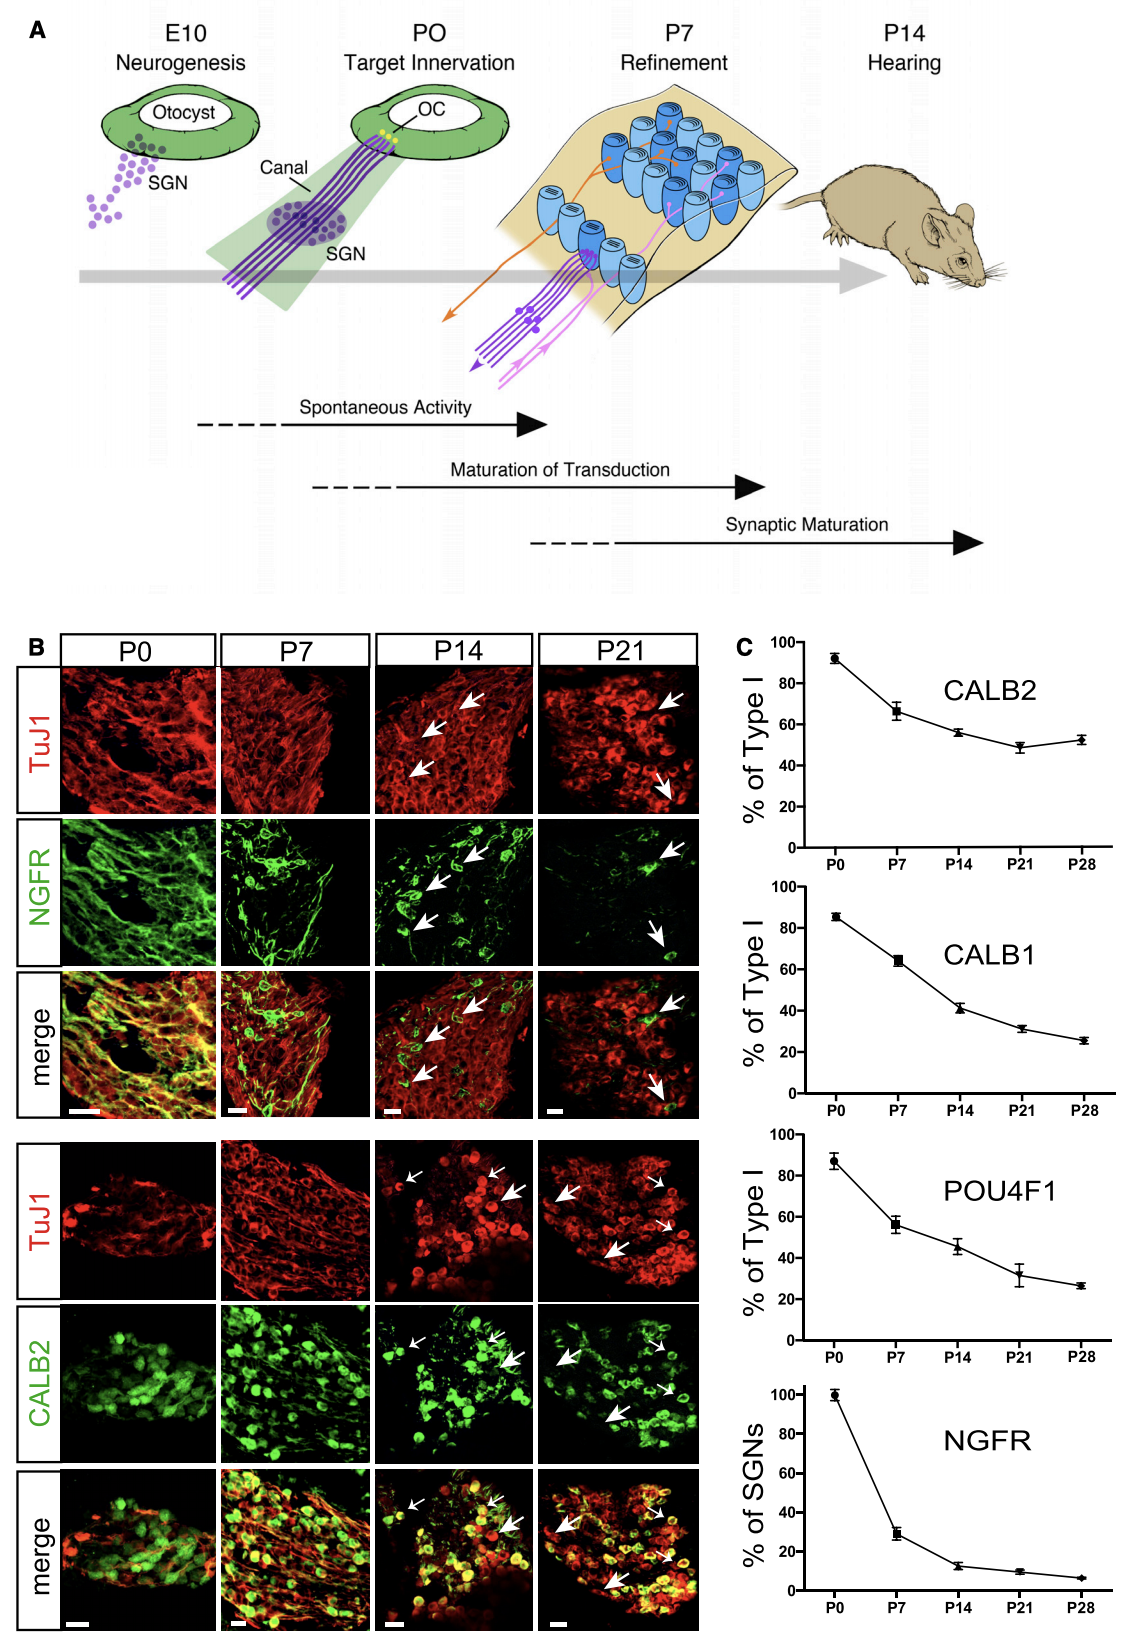 A
E10
Neurogenesis
PO
Target Innervation
P7
Refinement
P14
Hearing
Otocyst
SGN
OC
Canal
SGN
Spontaneous Activity
Maturation of Transduction
Synaptic Maturation
B
P0
P7
P14
P21
TuJ1
NGFR
merge
TuJ1
CALB2
merge
C
% of Type I
CALB2
100
80
60
40
20
0
P0 P7 P14 P21 P28
% of Type I
CALB1
100
80
60
40
20
0
P0 P7 P14 P21 P28
% of Type I
POU4F1
100
80
60
40
20
0
P0 P7 P14 P21 P28
% of SGNs
NGFR
100
80
60
40
20
0
P0 P7 P14 P21 P28